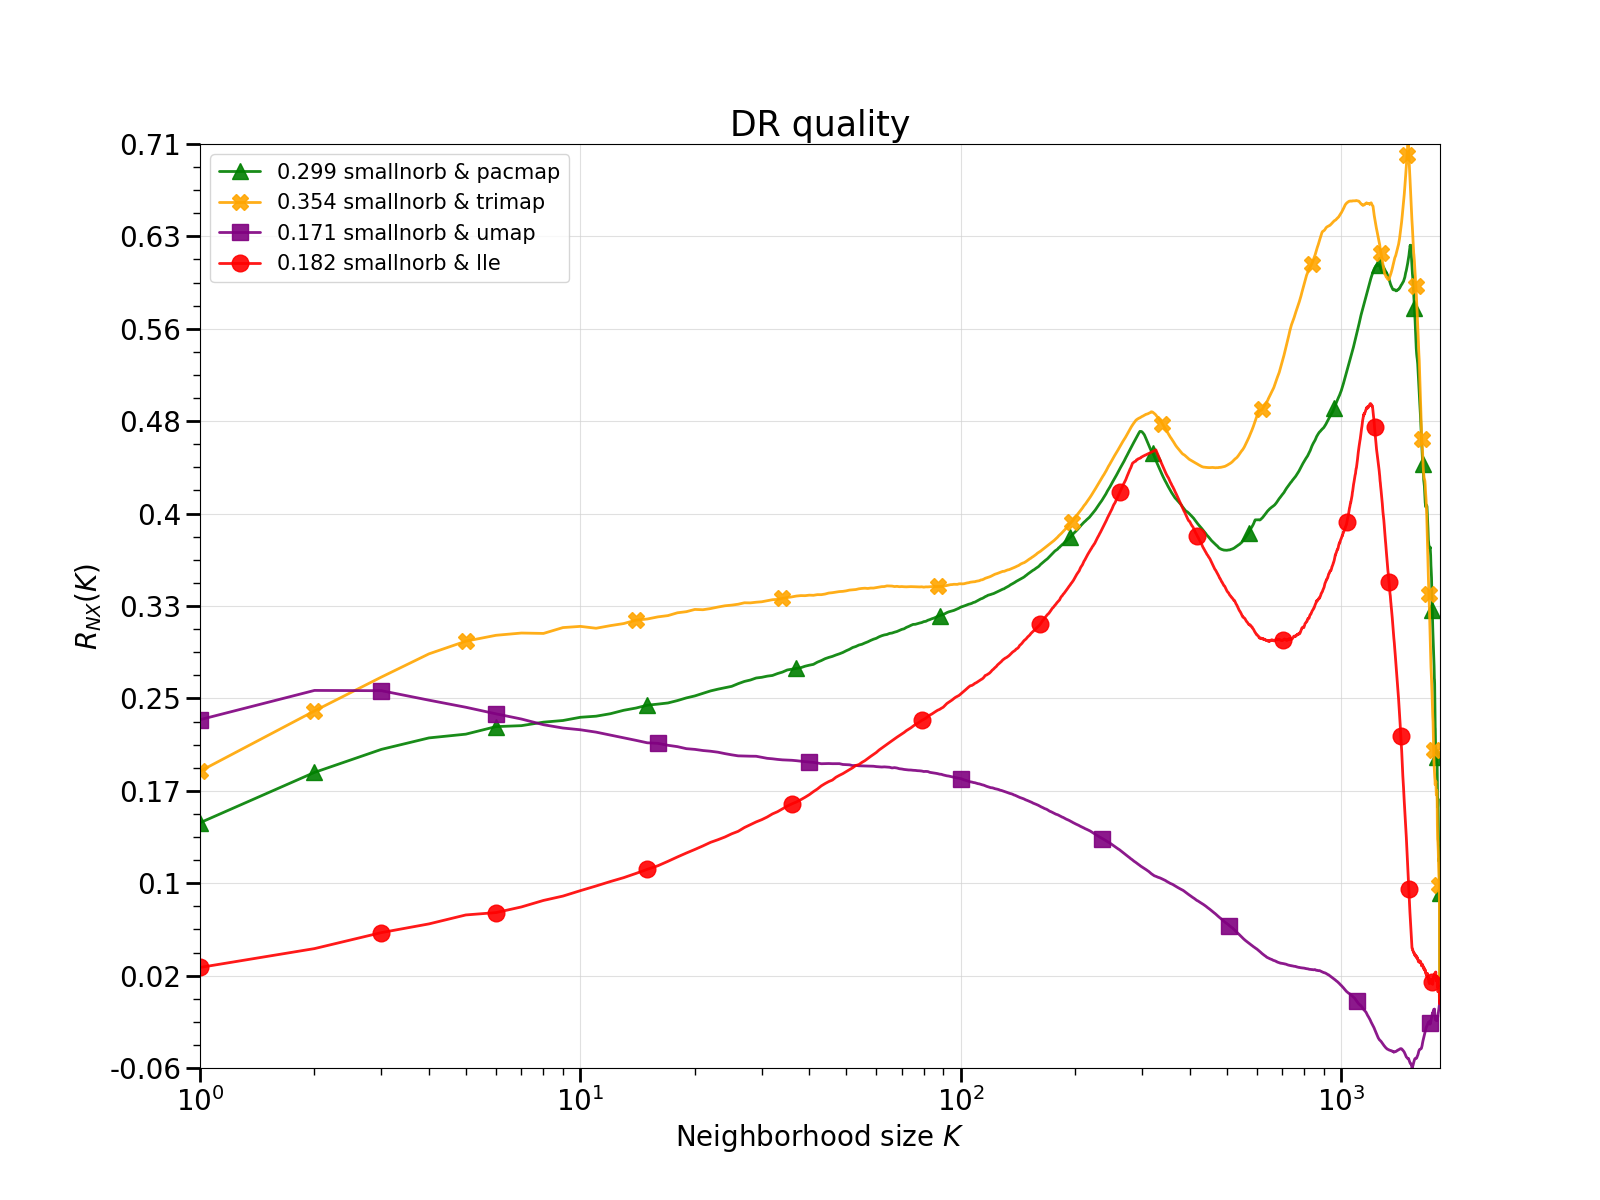 DR quality
0.71
0.63
0.56
0.48
0.4
0.33
0.25
0.17
0.1
0.02
-0.06
R_{NX}(K)
0.299 smallnorb & pacmap
0.354 smallnorb & trimap
0.171 smallnorb & umap
0.182 smallnorb & lle
10^0 10^1 10^2 10^3
Neighborhood size K